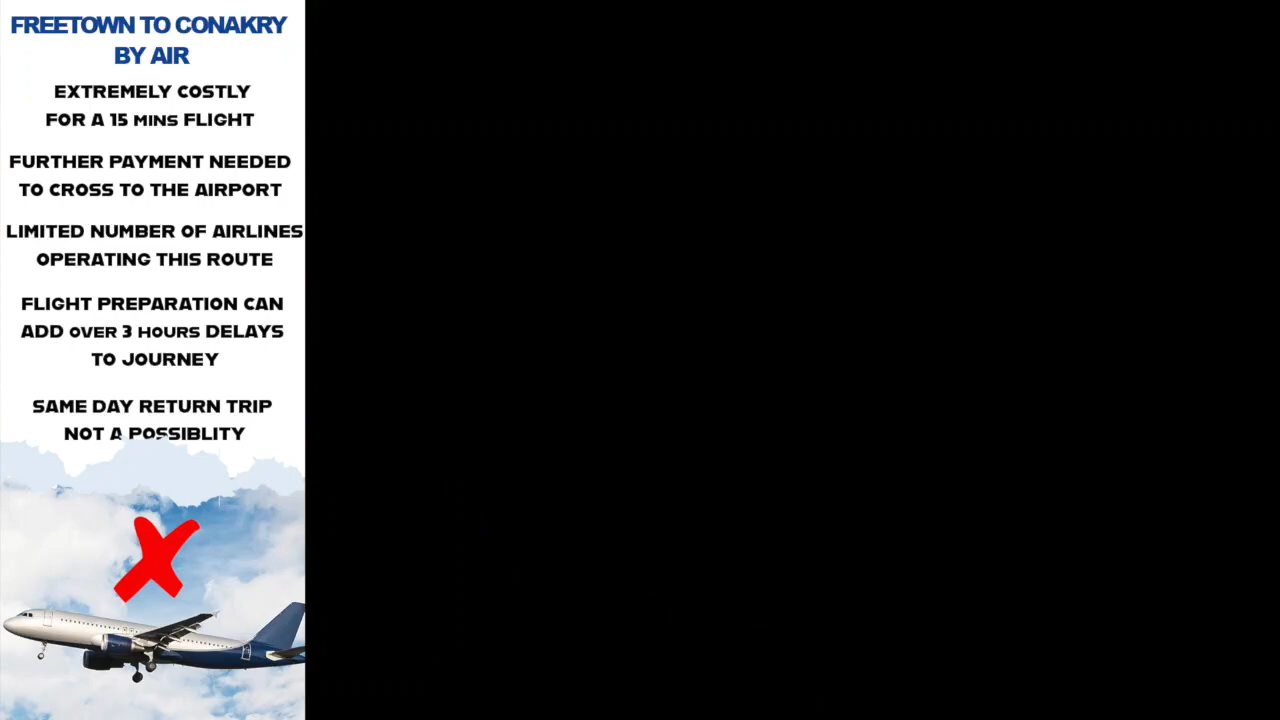 FREETOWN TO CONAKRY
BY AIR
EXTREMELY COSTLY
FOR A 15 MINS FLIGHT
FURTHER PAYMENT NEEDED
TO CROSS TO THE AIRPORT
LIMITED NUMBER OF AIRLINES
OPERATING THIS ROUTE
FLIGHT PREPARATION CAN
ADD OVER 3 HOURS DELAYS
TO JOURNEY
SAME DAY RETURN TRIP
NOT A POSSIBLITY